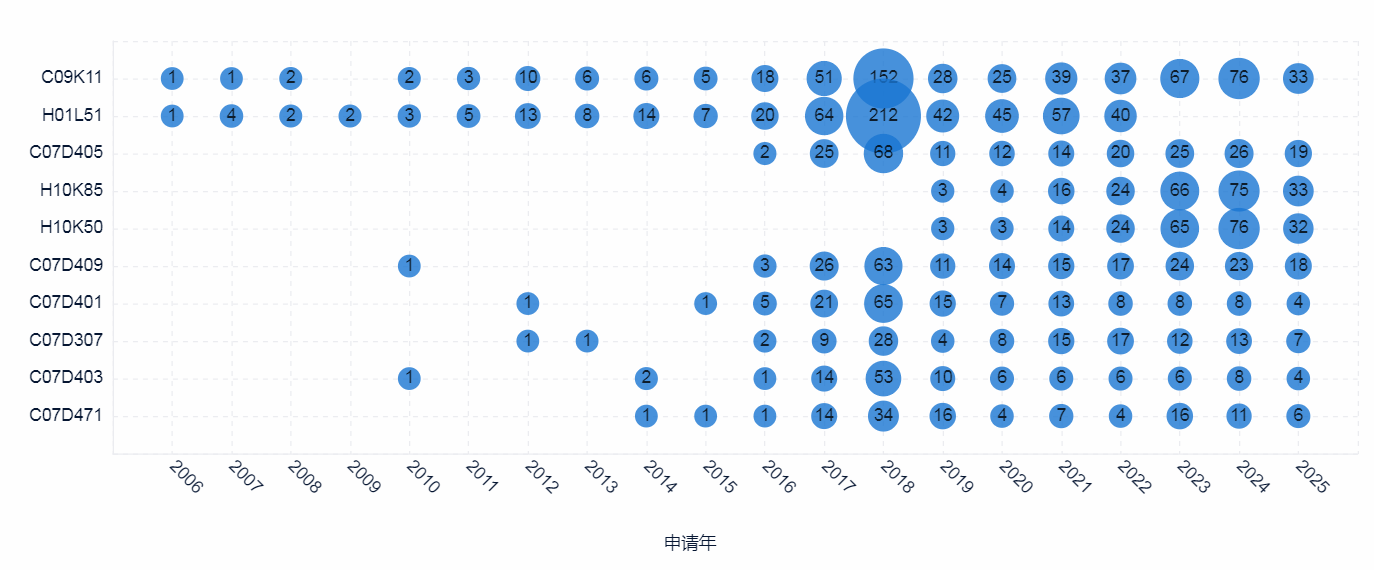 C09K11 1 1 2 2 3 10 6 6 5 18 51 152 28 25 39 37 67 76 33
H01L51 1 4 2 2 3 5 13 8 14 7 20 64 212 42 45 57 40
C07D405 2 25 68 11 12 14 20 25 26 19
H10K85 3 4 16 24 66 75 33
H10K50 3 3 14 24 65 76 32
C07D409 1 3 26 63 11 14 15 17 24 23 18
C07D401 1 1 5 21 65 15 7 13 8 8 8 4
C07D307 1 1 2 9 28 4 8 15 17 12 13 7
C07D403 1 2 1 14 53 10 6 6 6 6 8 4
C07D471 1 1 1 14 34 16 4 7 4 16 11 6
2006 2007 2008 2009 2010 2011 2012 2013 2014 2015 2016 2017 2018 2019 2020 2021 2022 2023 2024 2025
申请年